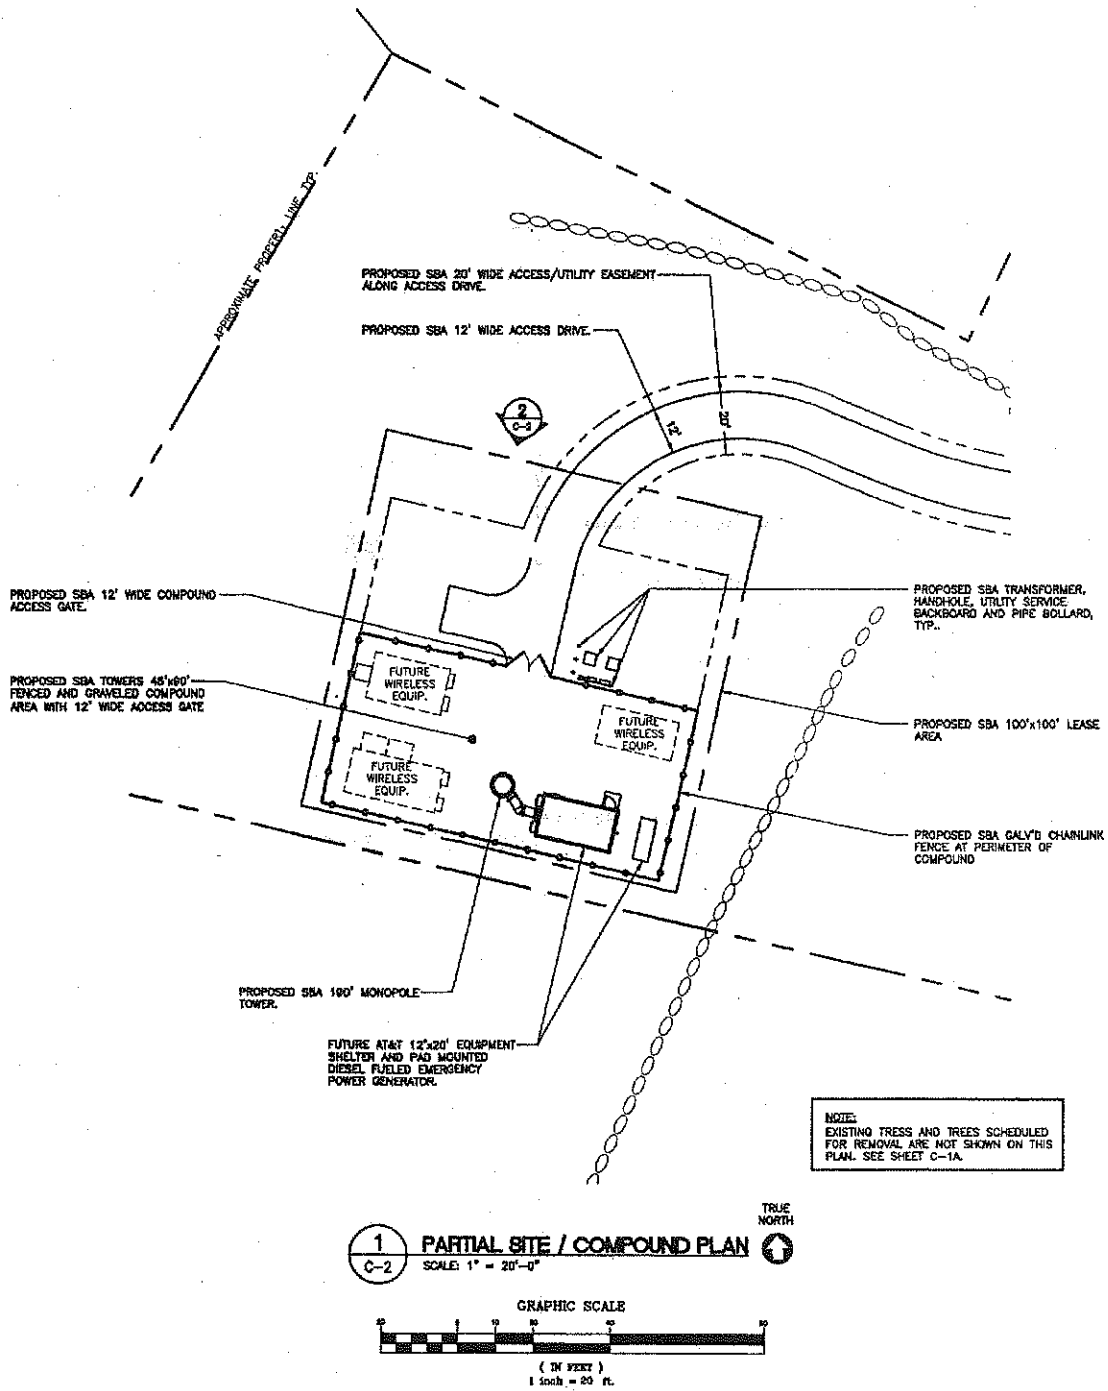 APPROXIMATE PROPERTY LINE TYP.
PROPOSED SBA 20' WIDE ACCESS/UTILITY EASEMENT
ALONG ACCESS DRIVE.
PROPOSED SBA 12' WIDE ACCESS DRIVE.
2
12'
20'
PROPOSED SBA 12' WIDE COMPOUND
ACCESS GATE.
PROPOSED SBA TRANSFORMER,
HANDHOLE, UTILITY SERVICE
BACKBOARD AND PIPE BOLLARD,
TYP..
PROPOSED SBA TOWERS
FENCED AND GRAVELED COMPOUND
AREA WITH 12' WIDE ACCESS GATE
FUTURE
WIRELESS
EQUIP.
FUTURE
WIRELESS
EQUIP.
FUTURE
WIRELESS
EQUIP.
PROPOSED SBA 100'x100' LEASE
AREA
PROPOSED SBA GALV'D CHAINLINK
FENCE AT PERIMETER OF
COMPOUND
PROPOSED SBA MONOPOLE
TOWER.
FUTURE AT&T 12'x20' EQUIPMENT
SHELTER AND PAD MOUNTED
DIESEL FUELED EMERGENCY
POWER GENERATOR.
NOTE:
EXISTING TRESS AND TREES SCHEDULED
FOR REMOVAL ARE NOT SHOWN ON THIS
PLAN. SEE SHEET C-1A.
TRUE
NORTH
1
C-2
PARTIAL SITE / COMPOUND PLAN
SCALE: 1" = 20'-0"
GRAPHIC SCALE
( IN FEET )
1 inch = 20 ft.